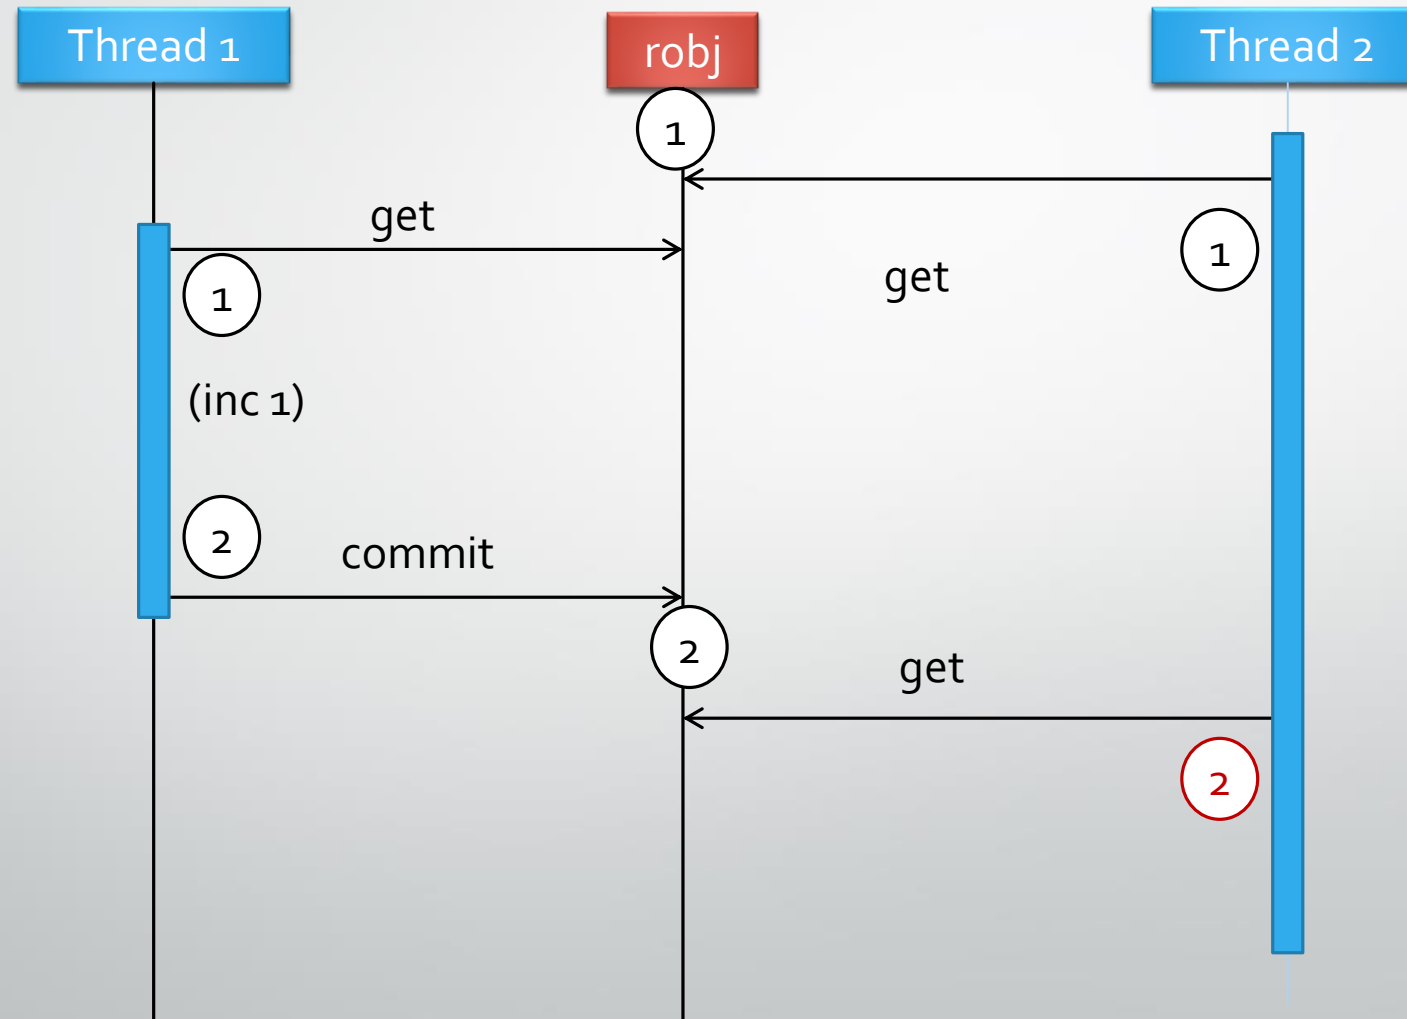 Thread 1
robj
Thread 2
1
get
1
get
1
(inc 1)
2
commit
2
get
2